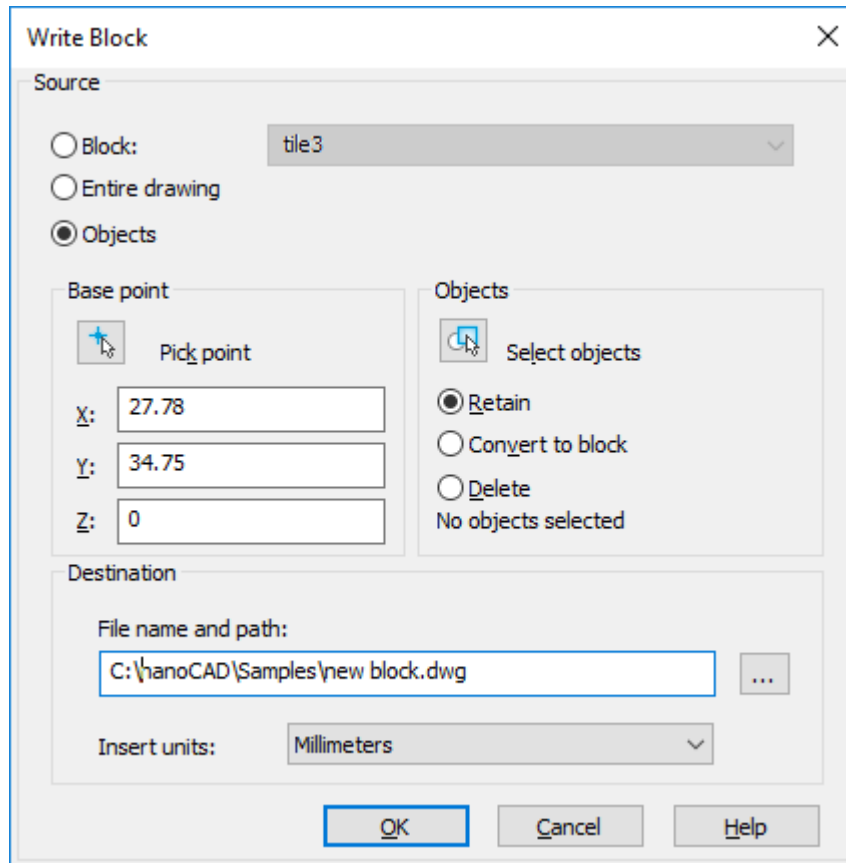 Write Block
Source
Block:
tile3
Entire drawing
Objects
Base point
Pick point
X: 27.78
Y: 34.75
Z: 0
Objects
Select objects
Retain
Convert to block
Delete
No objects selected
Destination
File name and path:
C:\nanoCAD\Samples\new block.dwg
...
Insert units: Millimeters
OK Cancel Help